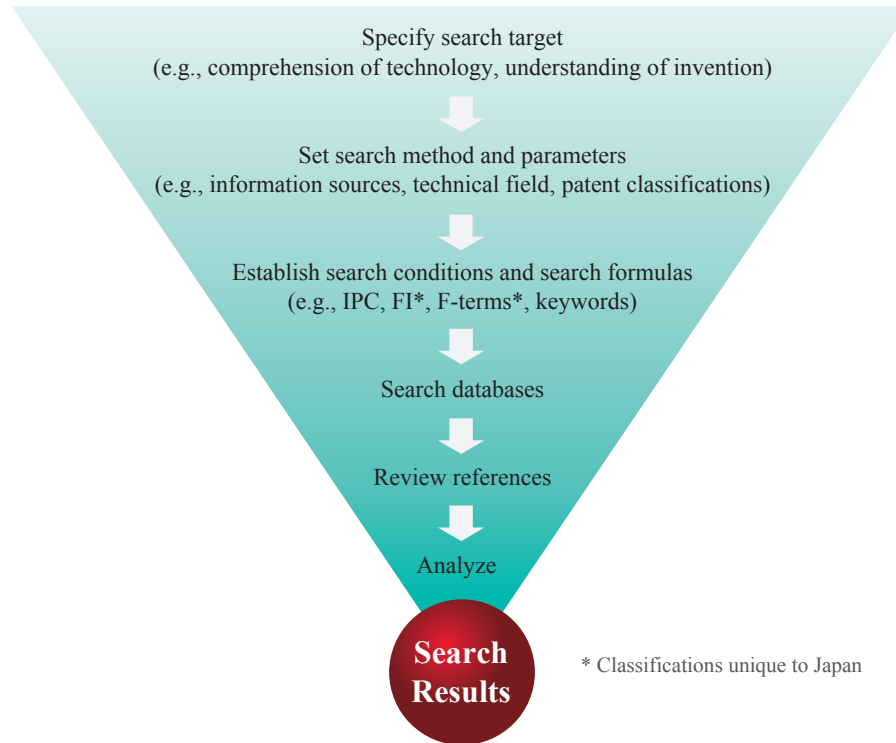 Specify search target
(e.g., comprehension of technology, understanding of invention)
Set search method and parameters
(e.g., information sources, technical field, patent classifications)
Establish search conditions and search formulas
(e.g., IPC, FI*, F-terms*, keywords)
Search databases
Review references
Analyze
Search
Results
* Classifications unique to Japan